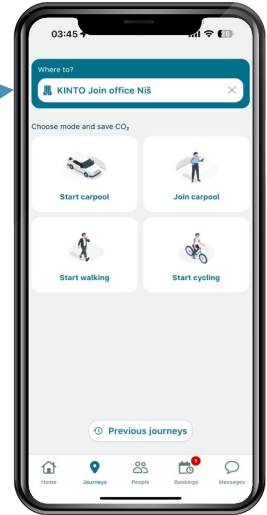 03:45
26
Where to?
KINTO Join office Niš
Choose mode and save CO₂
Start carpool
Join carpool
Start walking
Start cycling
Previous journeys
1
Home
Journeys
People
Bookings
Messages